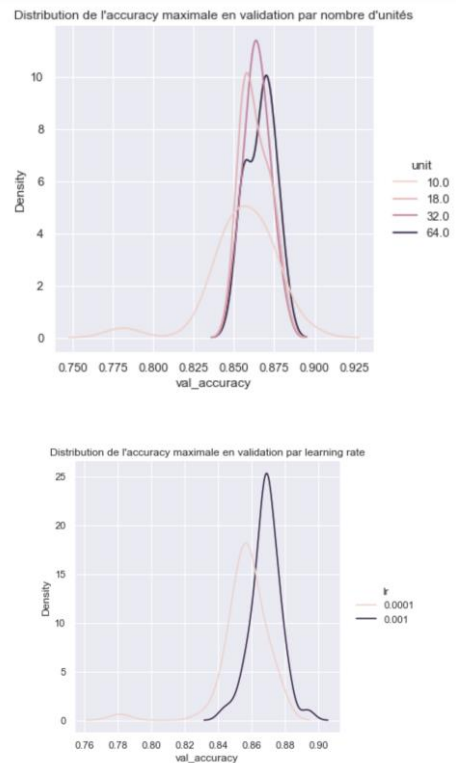 Distribution de l'accuracy maximale en validation par nombre d'unités
10
8
6
4
2
0
Density
0.750 0.775 0.800 0.825 0.850 0.875 0.900 0.925
val_accuracy
unit
10.0
18.0
32.0
64.0
Distribution de l'accuracy maximale en validation par learning rate
25
20
15
10
5
0
Density
0.76 0.78 0.80 0.82 0.84 0.86 0.88 0.90
val_accuracy
lr
0.0001
0.001